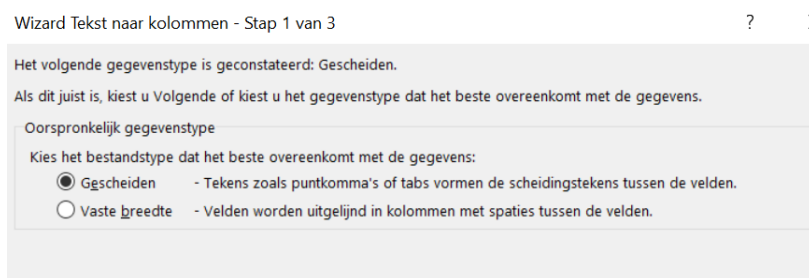 Wizard Tekst naar kolommen - Stap 1 van 3 ?
Het volgende gegevenstype is geconstateerd: Gescheiden.
Als dit juist is, kiest u Volgende of kiest u het gegevenstype dat het beste overeenkomt met de gegevens.
Oorspronkelijk gegevenstype
Kies het bestandstype dat het beste overeenkomt met de gegevens:
Gescheiden - Tekens zoals puntkomma's of tabs vormen de scheidingstekens tussen de velden.
Vaste breedte - Velden worden uitgelijnd in kolommen met spaties tussen de velden.